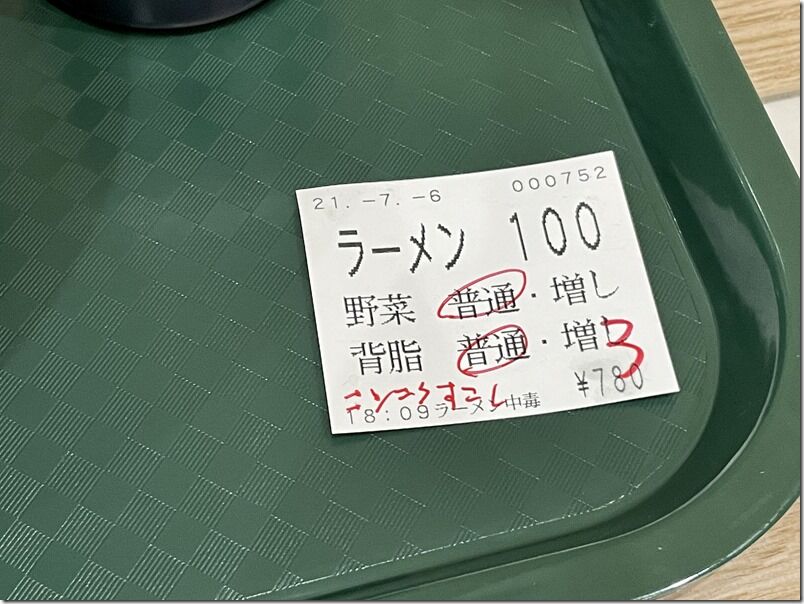 21.-7.-6 000752
ラーメン 100
野菜 普通・増し
背脂 普通・増し
3
ニンニクすこし
¥780
18:09ラーメン中毒